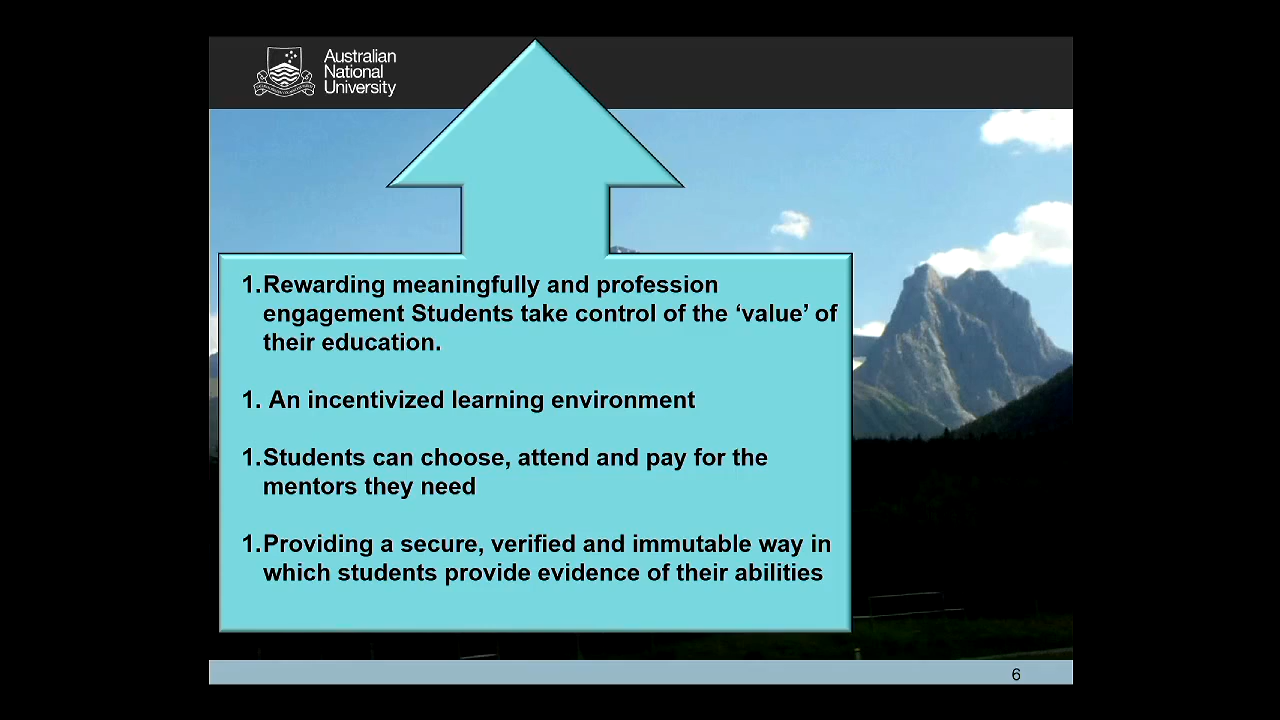 Australian
National
University
1.Rewarding meaningfully and profession
engagement Students take control of the ‘value’ of
their education.
1. An incentivized learning environment
1.Students can choose, attend and pay for the
mentors they need
1.Providing a secure, verified and immutable way in
which students provide evidence of their abilities
6